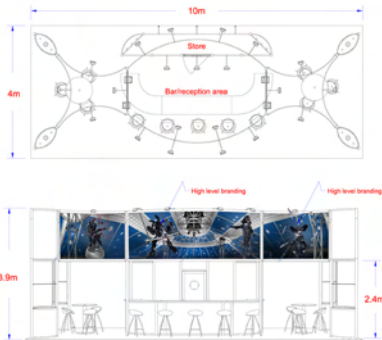 10m
Store
4m
Bar/reception area
High level branding
High level branding
3.9m
2.4m